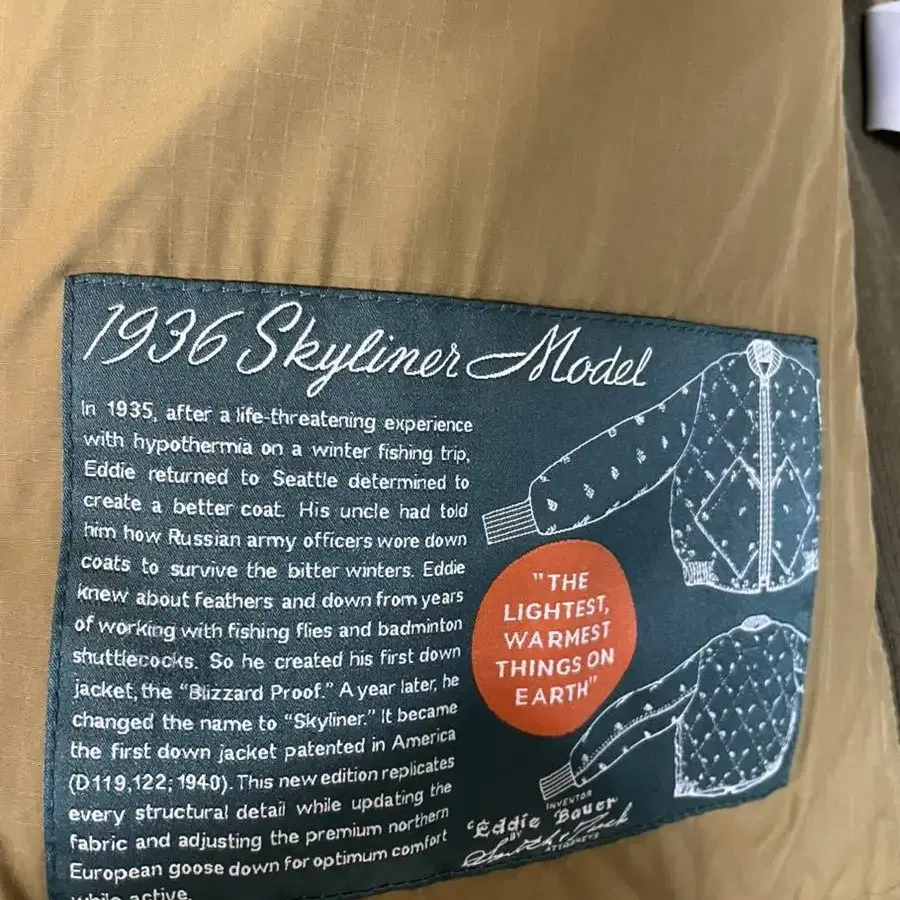 1936 Skyliner Model
In 1935, after a life-threatening experience
with hypothermia on a winter fishing trip,
Eddie returned to Seattle determined to
create a better coat. His uncle had told
him how Russian army officers wore down
coats to survive the bitter winters. Eddie
knew about feathers and down from years
of working with fishing flies and badminton
shuttlecocks. So he created his first down
jacket, the "Blizzard Proof." A year later, he
changed the name to "Skyliner." It became
the first down jacket patented in America
(D119,122; 1940). This new edition replicates
every structural detail while updating the
fabric and adjusting the premium northern
European goose down for optimum comfort
while active.
"THE
LIGHTEST,
WARMEST
THINGS ON
EARTH"
INVENTOR
Eddie Bauer
BY
ATTORNEYS